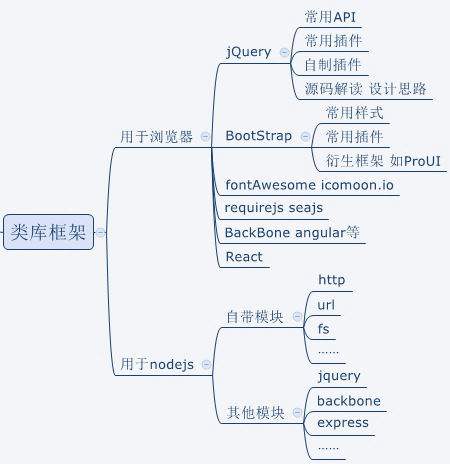 类库框架
用于浏览器
jQuery
常用API
常用插件
自制插件
源码解读 设计思路
BootStrap
常用样式
常用插件
衍生框架 如ProUI
fontAwesome icomoon.io
requirejs seajs
BackBone angular等
React
用于nodejs
自带模块
http
url
fs
……
其他模块
jquery
backbone
express
……